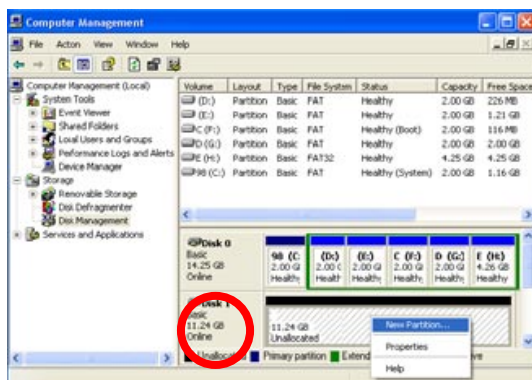 Computer Management
File Acton View Window Help
Computer Management (Local)
System Tools
Event Viewer
Shared Folders
Local Users and Groups
Performance Logs and Alerts
Device Manager
Storage
Removable Storage
Disk Defragmenter
Disk Management
Services and Applications
Volume Layout Type File System Status Capacity Free Space
(D:) Partition Basic FAT Healthy 2.00 GB 226 MB
(E:) Partition Basic FAT Healthy 2.00 GB 1.21 GB
C (F:) Partition Basic FAT Healthy (Boot) 2.00 GB 116 MB
D (G:) Partition Basic FAT Healthy 2.00 GB 2.00 GB
E (H:) Partition Basic FAT32 Healthy 4.25 GB 4.25 GB
98 (C:) Partition Basic FAT Healthy (System) 2.00 GB 1.16 GB
Disk 0
Basic
14.25 GB
Online
98 (C: (D:) (E:) C (F:) D (G:) E (H:)
2.00 G 2.00 G 2.00 G 2.00 G 2.00 G 4.26 GB
Health Health Health Health Health Healthy
Disk 1
Basic
11.24 GB
Online
11.24 GB
Unallocated
New Partition...
Properties
Help
Unallocated Primary partition Extend